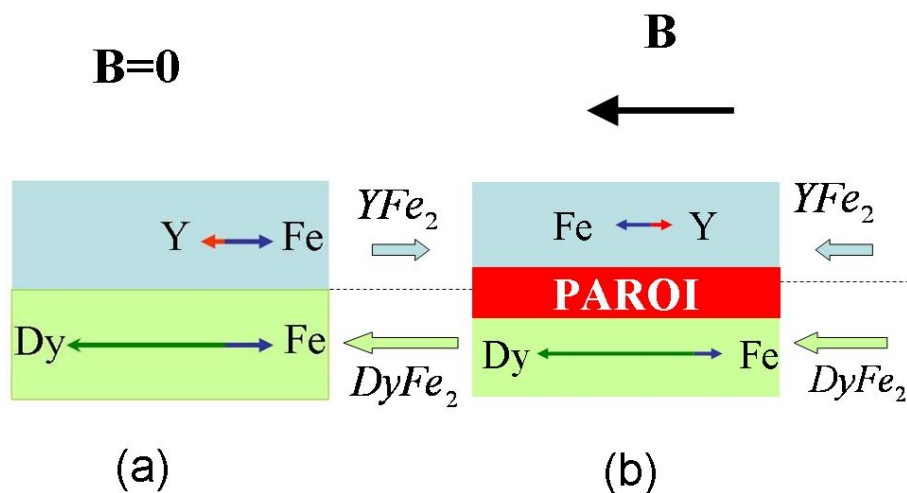 B=0
B
Y Fe
YFe₂
Fe Y
YFe₂
PAROI
Dy Fe
DyFe₂
Dy Fe
DyFe₂
(a)
(b)